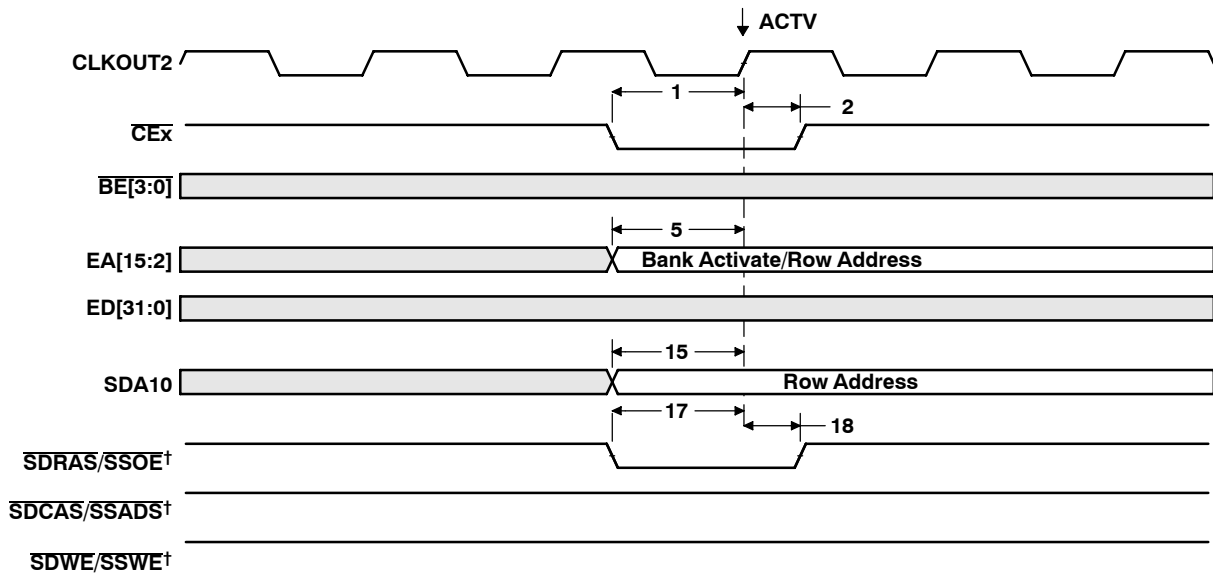 ACTV
CLKOUT2
1
2
CEx
BE[3:0]
5
EA[15:2]
Bank Activate/Row Address
ED[31:0]
15
SDA10
Row Address
17
18
SDRAS/SSOE†
SDCAS/SSADS†
SDWE/SSWE†